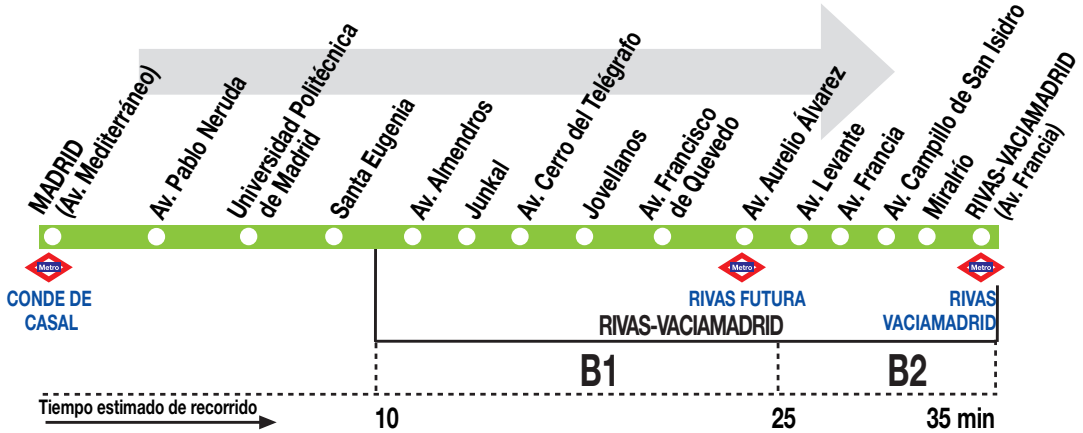 MADRID
(Av. Mediterráneo)
Av. Pablo Neruda
Universidad Politécnica
de Madrid
Santa Eugenia
Av. Almendros
Junkal
Av. Cerro del Telégrafo
Jovellanos
Av. Francisco
de Quevedo
Av. Aurelio Álvarez
Av. Levante
Av. Francia
Av. Campillo de San Isidro
Miralrío
RIVAS-VACIAMADRID
(Av. Francia)
Metro
CONDE DE
CASAL
Metro
RIVAS FUTURA
Metro
RIVAS
VACIAMADRID
RIVAS-VACIAMADRID
B1
B2
Tiempo estimado de recorrido
10
25
35 min